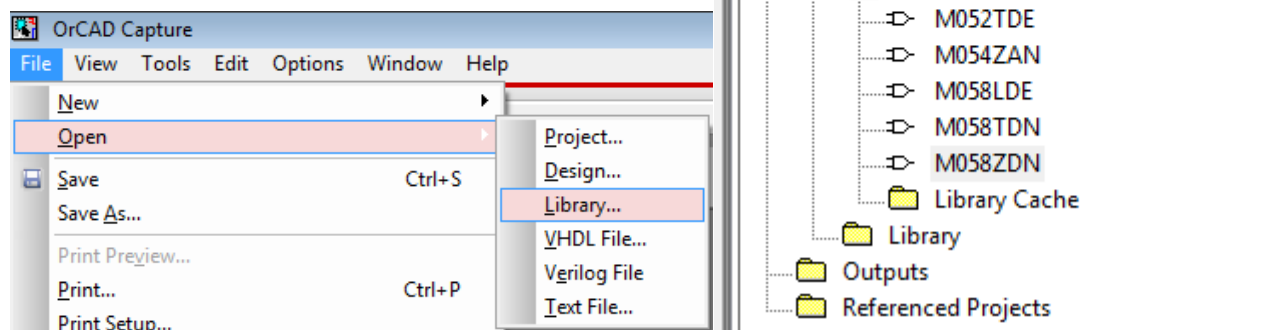 OrCAD Capture
File View Tools Edit Options Window Help
New
Open
Save Ctrl+S
Save As...
Print Preview...
Print... Ctrl+P
Print Setup...
Project...
Design...
Library...
VHDL File...
Verilog File
Text File...
M052TDE
M054ZAN
M058LDE
M058TDN
M058ZDN
Library Cache
Library
Outputs
Referenced Projects